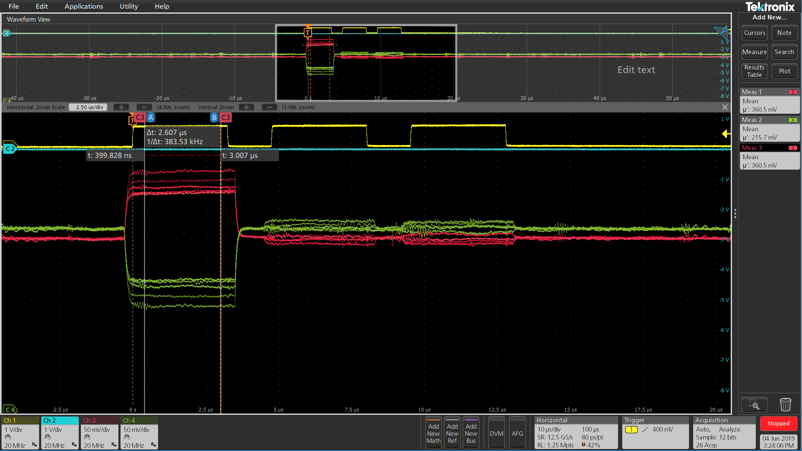 File Edit Applications Utility Help
Tektronix
Waveform View
Add New...
Cursors Note
Measure Search
Results Table Plot
Edit text
-30 µs -20 µs -10 µs 10 µs 20 µs 30 µs 40 µs 50 µs
Horizontal Zoom Scale 2.50 us/div (4.00x zoom) Vertical Zoom (1.00x zoom)
Meas 1
Mean
µ': 360.5 mV
Meas 2
Mean
µ': 215.7 mV
Meas 3
Mean
µ': 360.5 mV
A B
Δt: 2.607 µs
1/Δt: 383.53 kHz
t: 399.828 ns t: 3.007 µs
1 V
-1 V
-2 V
-4 V
-5 V
-6 V
-7 V
-8 V
C 4
-2.5 µs 0 s 2.5 µs 5 µs 7.5 µs 10 µs 12.5 µs 15 µs 17.5 µs 20 µs
Ch 1
1 V/div
20 MHz
Ch 2
1 V/div
20 MHz
Ch 3
50 mV/div
20 MHz
Ch 4
50 mV/div
20 MHz
Add New Math
Add New Ref
Add New Bus
DVM
AFG
Horizontal
10 µs/div 100 µs
SR: 12.5 GS/s 80 ps/pt
RL: 1.25 Mpts 42%
Trigger
1 400 mV
Acquisition
Auto, Analyze
Sample: 12 bits
26 Acqs
Stopped
04 Jun 2019
3:24:06 PM